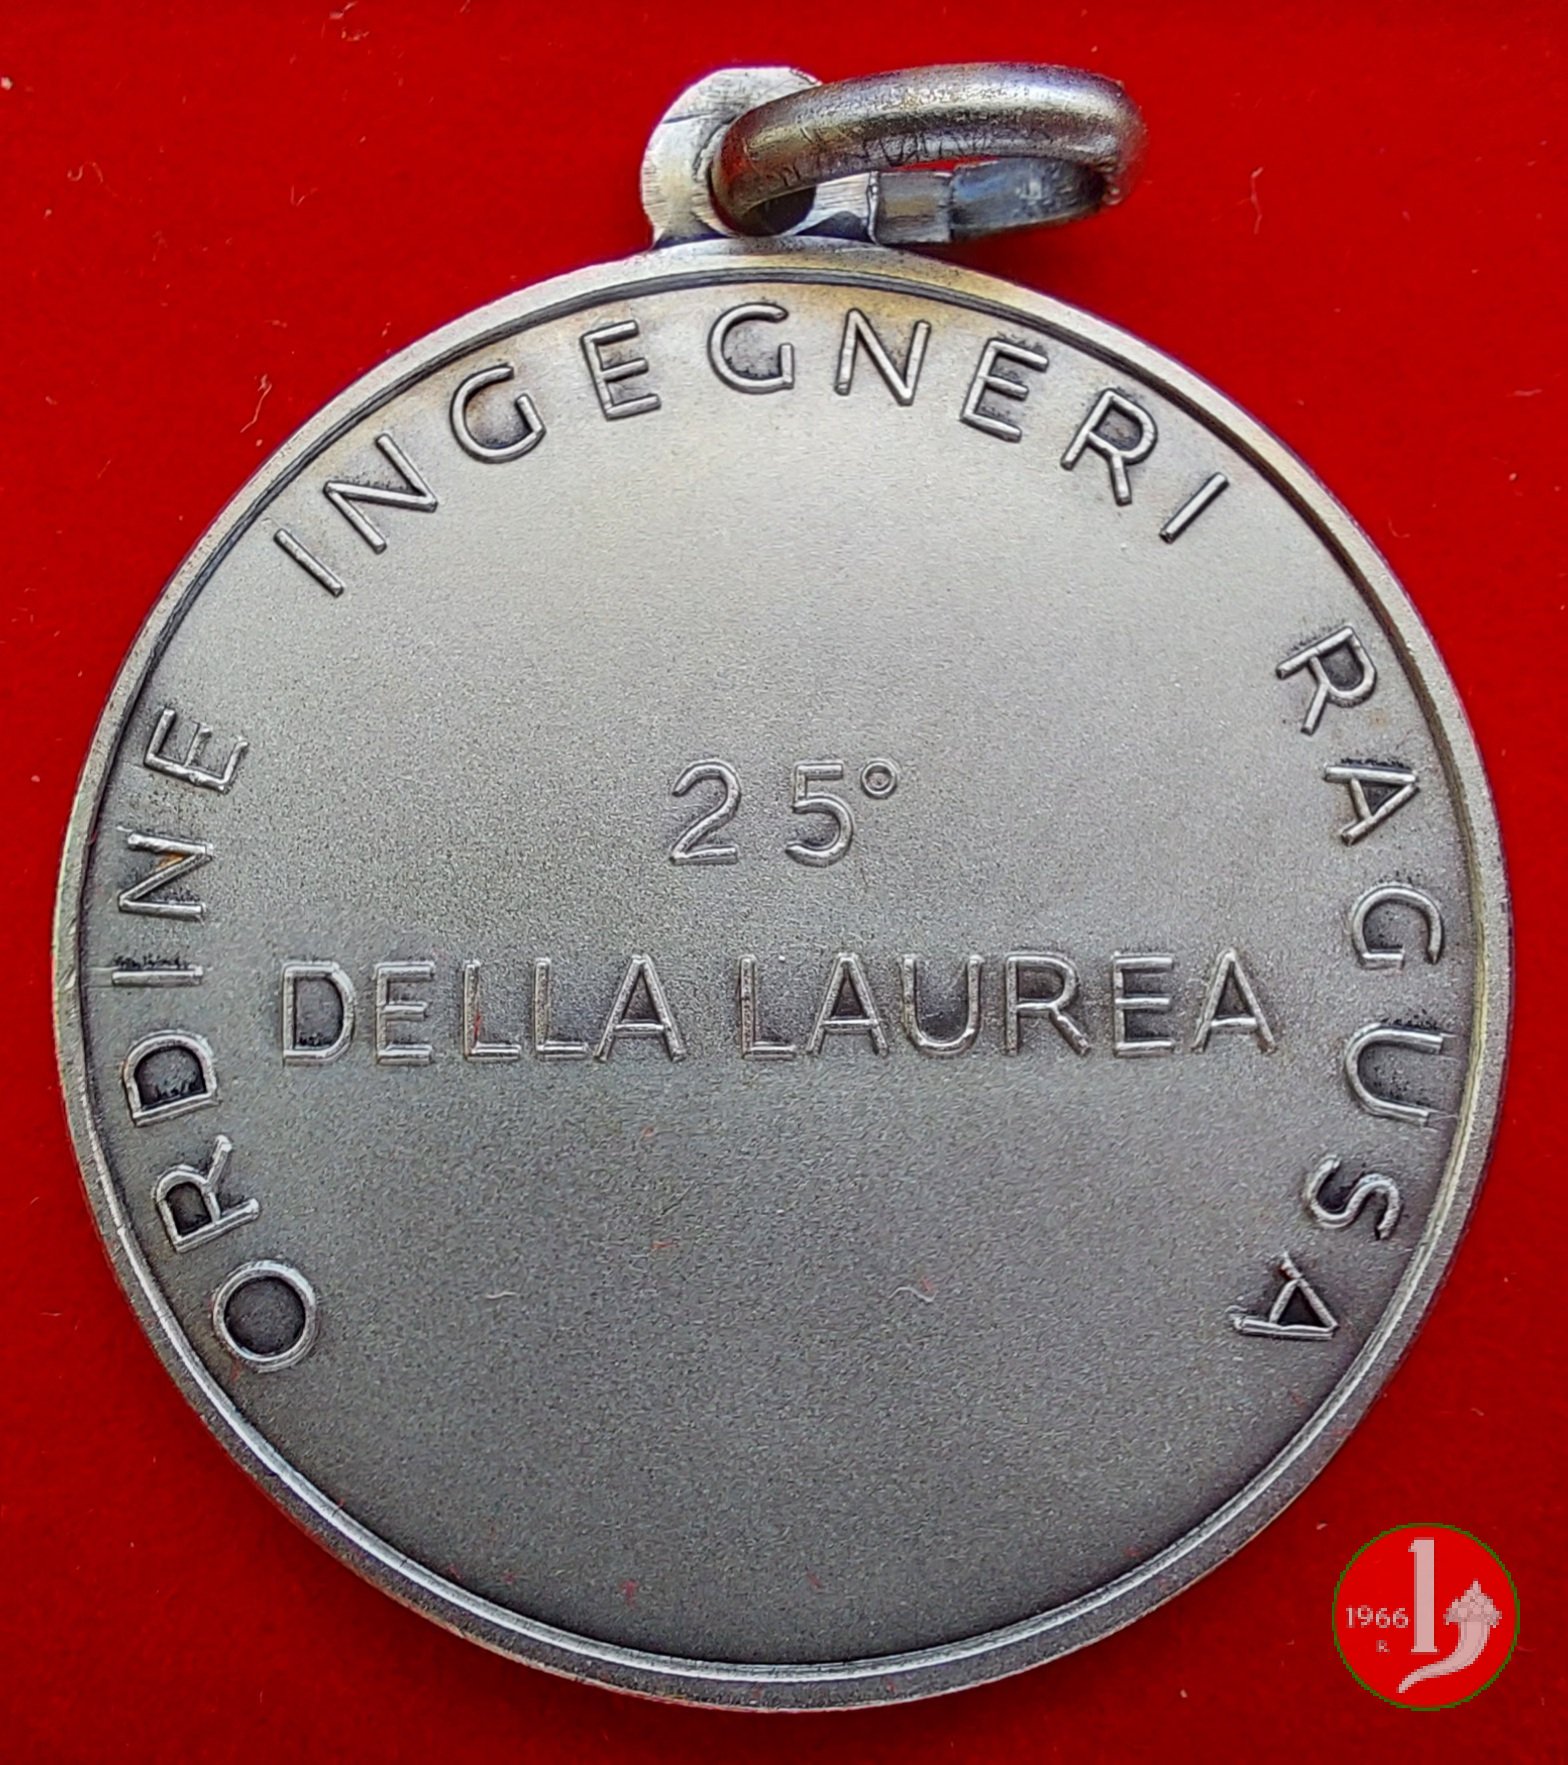 ORDINE INGEGNERI RAGUSA
25°
DELLA LAUREA
1966
R